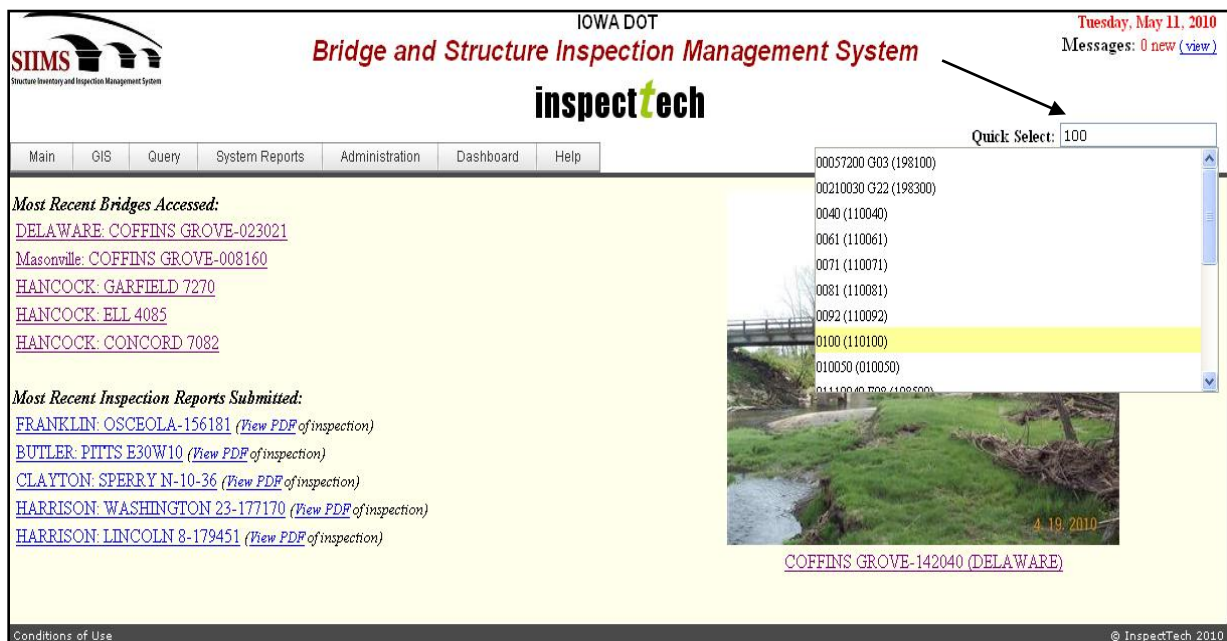 IOWA DOT
Bridge and Structure Inspection Management System
Tuesday, May 11, 2010
Messages: 0 new (view)
SIIMS
Structure Inventory and Inspection Management System
inspecttech
Quick Select: 100
Main GIS Query System Reports Administration Dashboard Help
00057200 G03 (198100)
00210030 G22 (198300)
0040 (110040)
0061 (110061)
0071 (110071)
0081 (110081)
0092 (110092)
0100 (110100)
010050 (010050)
Most Recent Bridges Accessed:
DELAWARE: COFFINS GROVE-023021
Masonville: COFFINS GROVE-008160
HANCOCK: GARFIELD 7270
HANCOCK: ELL 4085
HANCOCK: CONCORD 7082
Most Recent Inspection Reports Submitted:
FRANKLIN: OSCEOLA-156181 (View PDF of inspection)
BUTLER: PITTS E30W10 (View PDF of inspection)
CLAYTON: SPERRY N-10-36 (View PDF of inspection)
HARRISON: WASHINGTON 23-177170 (View PDF of inspection)
HARRISON: LINCOLN 8-179451 (View PDF of inspection)
4. 19. 2010
COFFINS GROVE-142040 (DELAWARE)
Conditions of Use
© InspectTech 2010